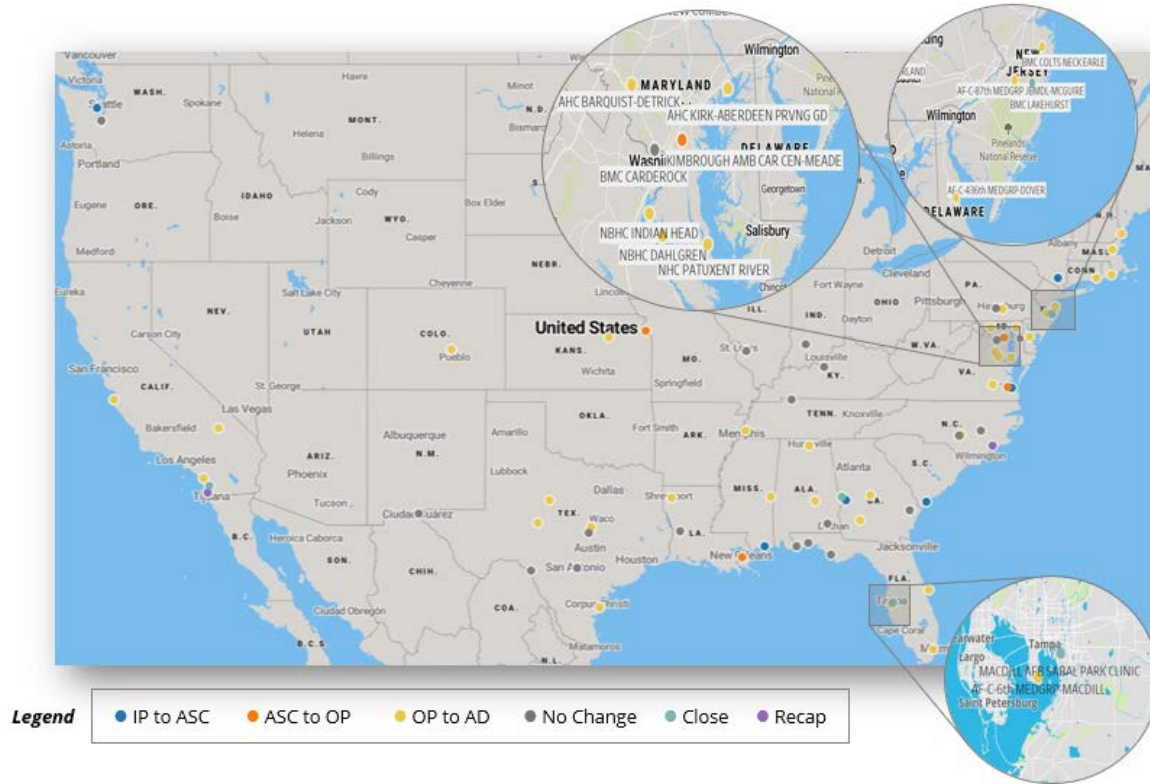 Vancouver
Victoria
Seattle
WASH.
Spokane
Astoria
Portland
Havre
Helena
MONT.
Billings
Minot
N.D.
Bismarck
IDAHO
Cody
Jackson
WYO.
Casper
Eugene
ORE.
Boise
Medford
Box Elder
NEBR.
Cheyenne
Lincoln
Eureka
NEV.
Salt Lake City
UTAH
COLO.
Pueblo
United States
KANS.
Wichita
Carson City
San Francisco
CALIF.
St. George
Las Vegas
Bakersfield
Los Angeles
Tijuana
ARIZ.
Phoenix
Tucson
Albuquerque
N.M.
Amarillo
Lubbock
OKLA.
Fort Smith
ARK.
MO.
Springfield
St. Louis
ILL.
IND.
Fort Wayne
Dayton
OHIO
Louisville
KY.
Detroit
Cleveland
Pittsburgh
PA.
Harrisburg
Albany
N.H.
MASS.
CONN.
W.VA.
VA.
TENN.
Knoxville
Memphis
Huntsville
N.C.
Wilmington
S.C.
Atlanta
GA.
ALA.
MISS.
Dothan
Jacksonville
FLA.
Tampa
Cape Coral
Shreveport
LA.
New Orleans
Dallas
Waco
TEX.
Austin
Houston
San Antonio
Corpus Christi
Matamoros
Ciudad Juárez
B.C.
B.C.S
Heroica Caborca
SON.
CHIH.
Ciudad Obregón
COA.
N.L.
Wilmington
MARYLAND
AHC BARQUIST-DETRICK
AHC KIRK-ABERDEEN PRVNG GD
DELAWARE
KIMBROUGH AMB CAR CEN-MEADE
BMC CARDEROCK
Georgetown
NBHC INDIAN HEAD
Salisbury
NBHC DAHLGREN
NHC PATUXENT RIVER
NEW
JERSEY
BMC COLTS NECK EARLE
AF-C-87th MEDGRP JBMDL-MCGUIRE
BMC LAKEHURST
Wilmington
Pinelands
National Reserve
AF-C-436th MEDGRP-DOVER
DELAWARE
Tampa
Largo
MACDILL AFB SABAL PARK CLINIC
AF-C-6th MEDGRP-MACDILL
Saint Petersburg
Legend
IP to ASC
ASC to OP
OP to AD
No Change
Close
Recap